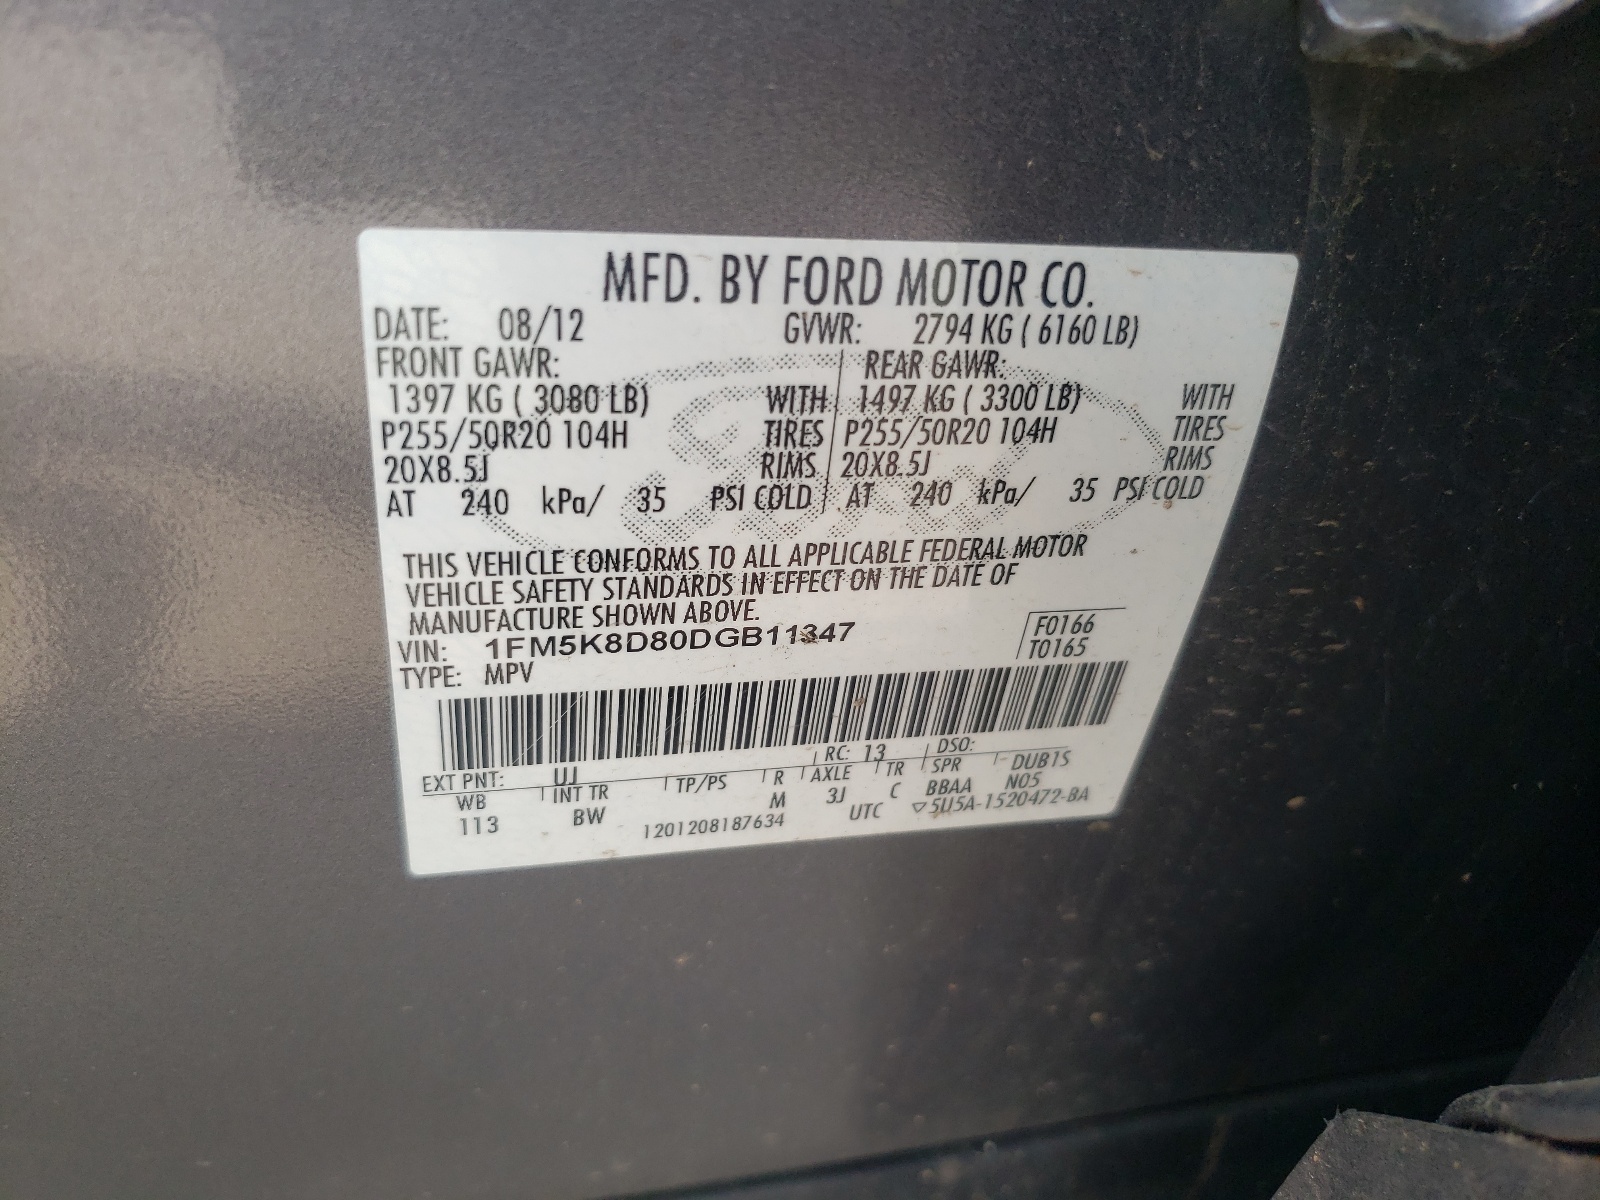 MFD. BY FORD MOTOR CO.
DATE: 08/12 GVWR: 2794 KG ( 6160 LB)
FRONT GAWR: REAR GAWR:
1397 KG ( 3080 LB) WITH 1497 KG ( 3300 LB) WITH
P255/50R20 104H TIRES P255/50R20 104H TIRES
20X8.5J RIMS 20X8.5J RIMS
AT 240 kPa/ 35 PSI COLD AT 240 kPa/ 35 PSI COLD
THIS VEHICLE CONFORMS TO ALL APPLICABLE FEDERAL MOTOR
VEHICLE SAFETY STANDARDS IN EFFECT ON THE DATE OF
MANUFACTURE SHOWN ABOVE.
VIN: 1FM5K8D80DGB11347 F0166
TYPE: MPV T0165
EXT PNT: UJ RC: 13 DSO:
WB INT TR TP/PS R AXLE TR SPR DUB1S
113 BW M 3J C BBAA N05
1201208187634 UTC ▽5U5A-1520472-BA